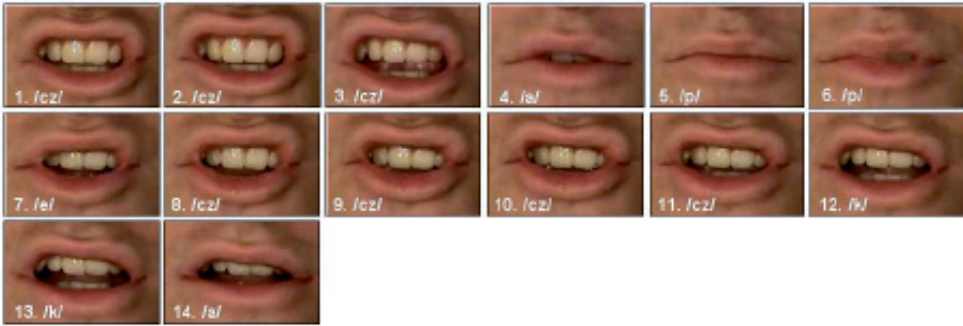 1. /cz/
2. /cz/
3. /cz/
4. /a/
5. /p/
6. /p/
7. /e/
8. /cz/
9. /cz/
10. /cz/
11. /cz/
12. /k/
13. /k/
14. /a/